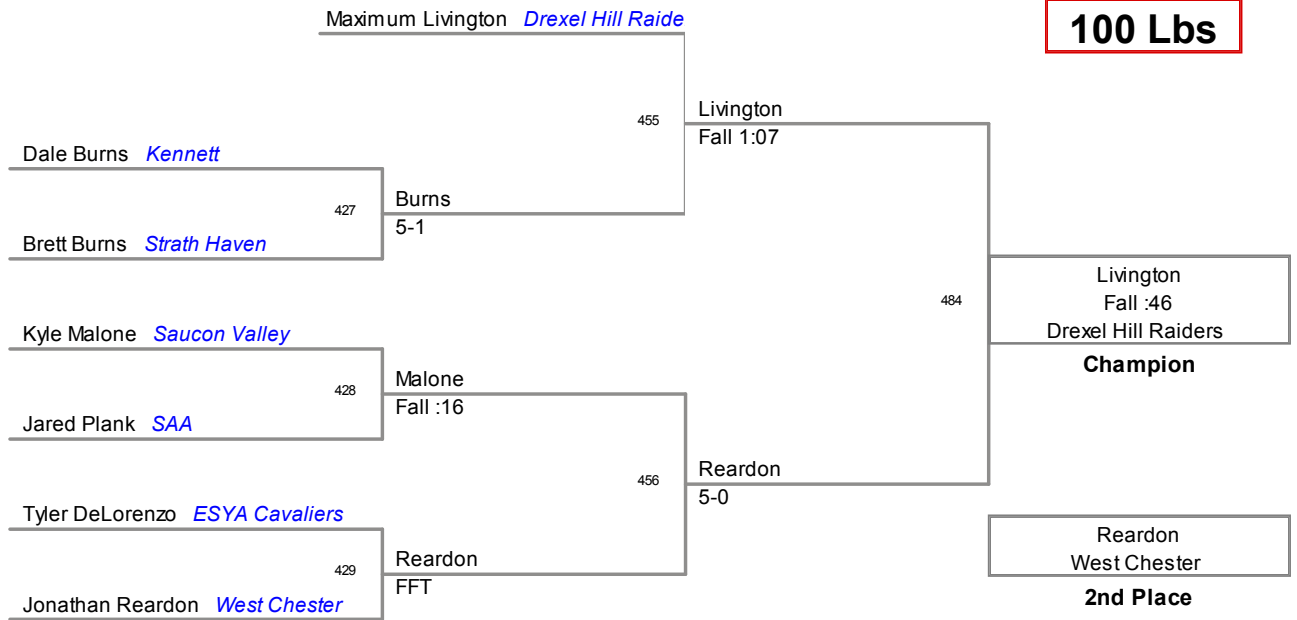 Maximum Livington Drexel Hill Raide
100 Lbs
455
Livington
Fall 1:07
Dale Burns Kennett
427
Burns
5-1
Brett Burns Strath Haven
484
Livington
Fall :46
Drexel Hill Raiders
Champion
Kyle Malone Saucon Valley
428
Malone
Fall :16
Jared Plank SAA
456
Reardon
5-0
Tyler DeLorenzo ESYA Cavaliers
429
Reardon
FFT
Jonathan Reardon West Chester
Reardon
West Chester
2nd Place